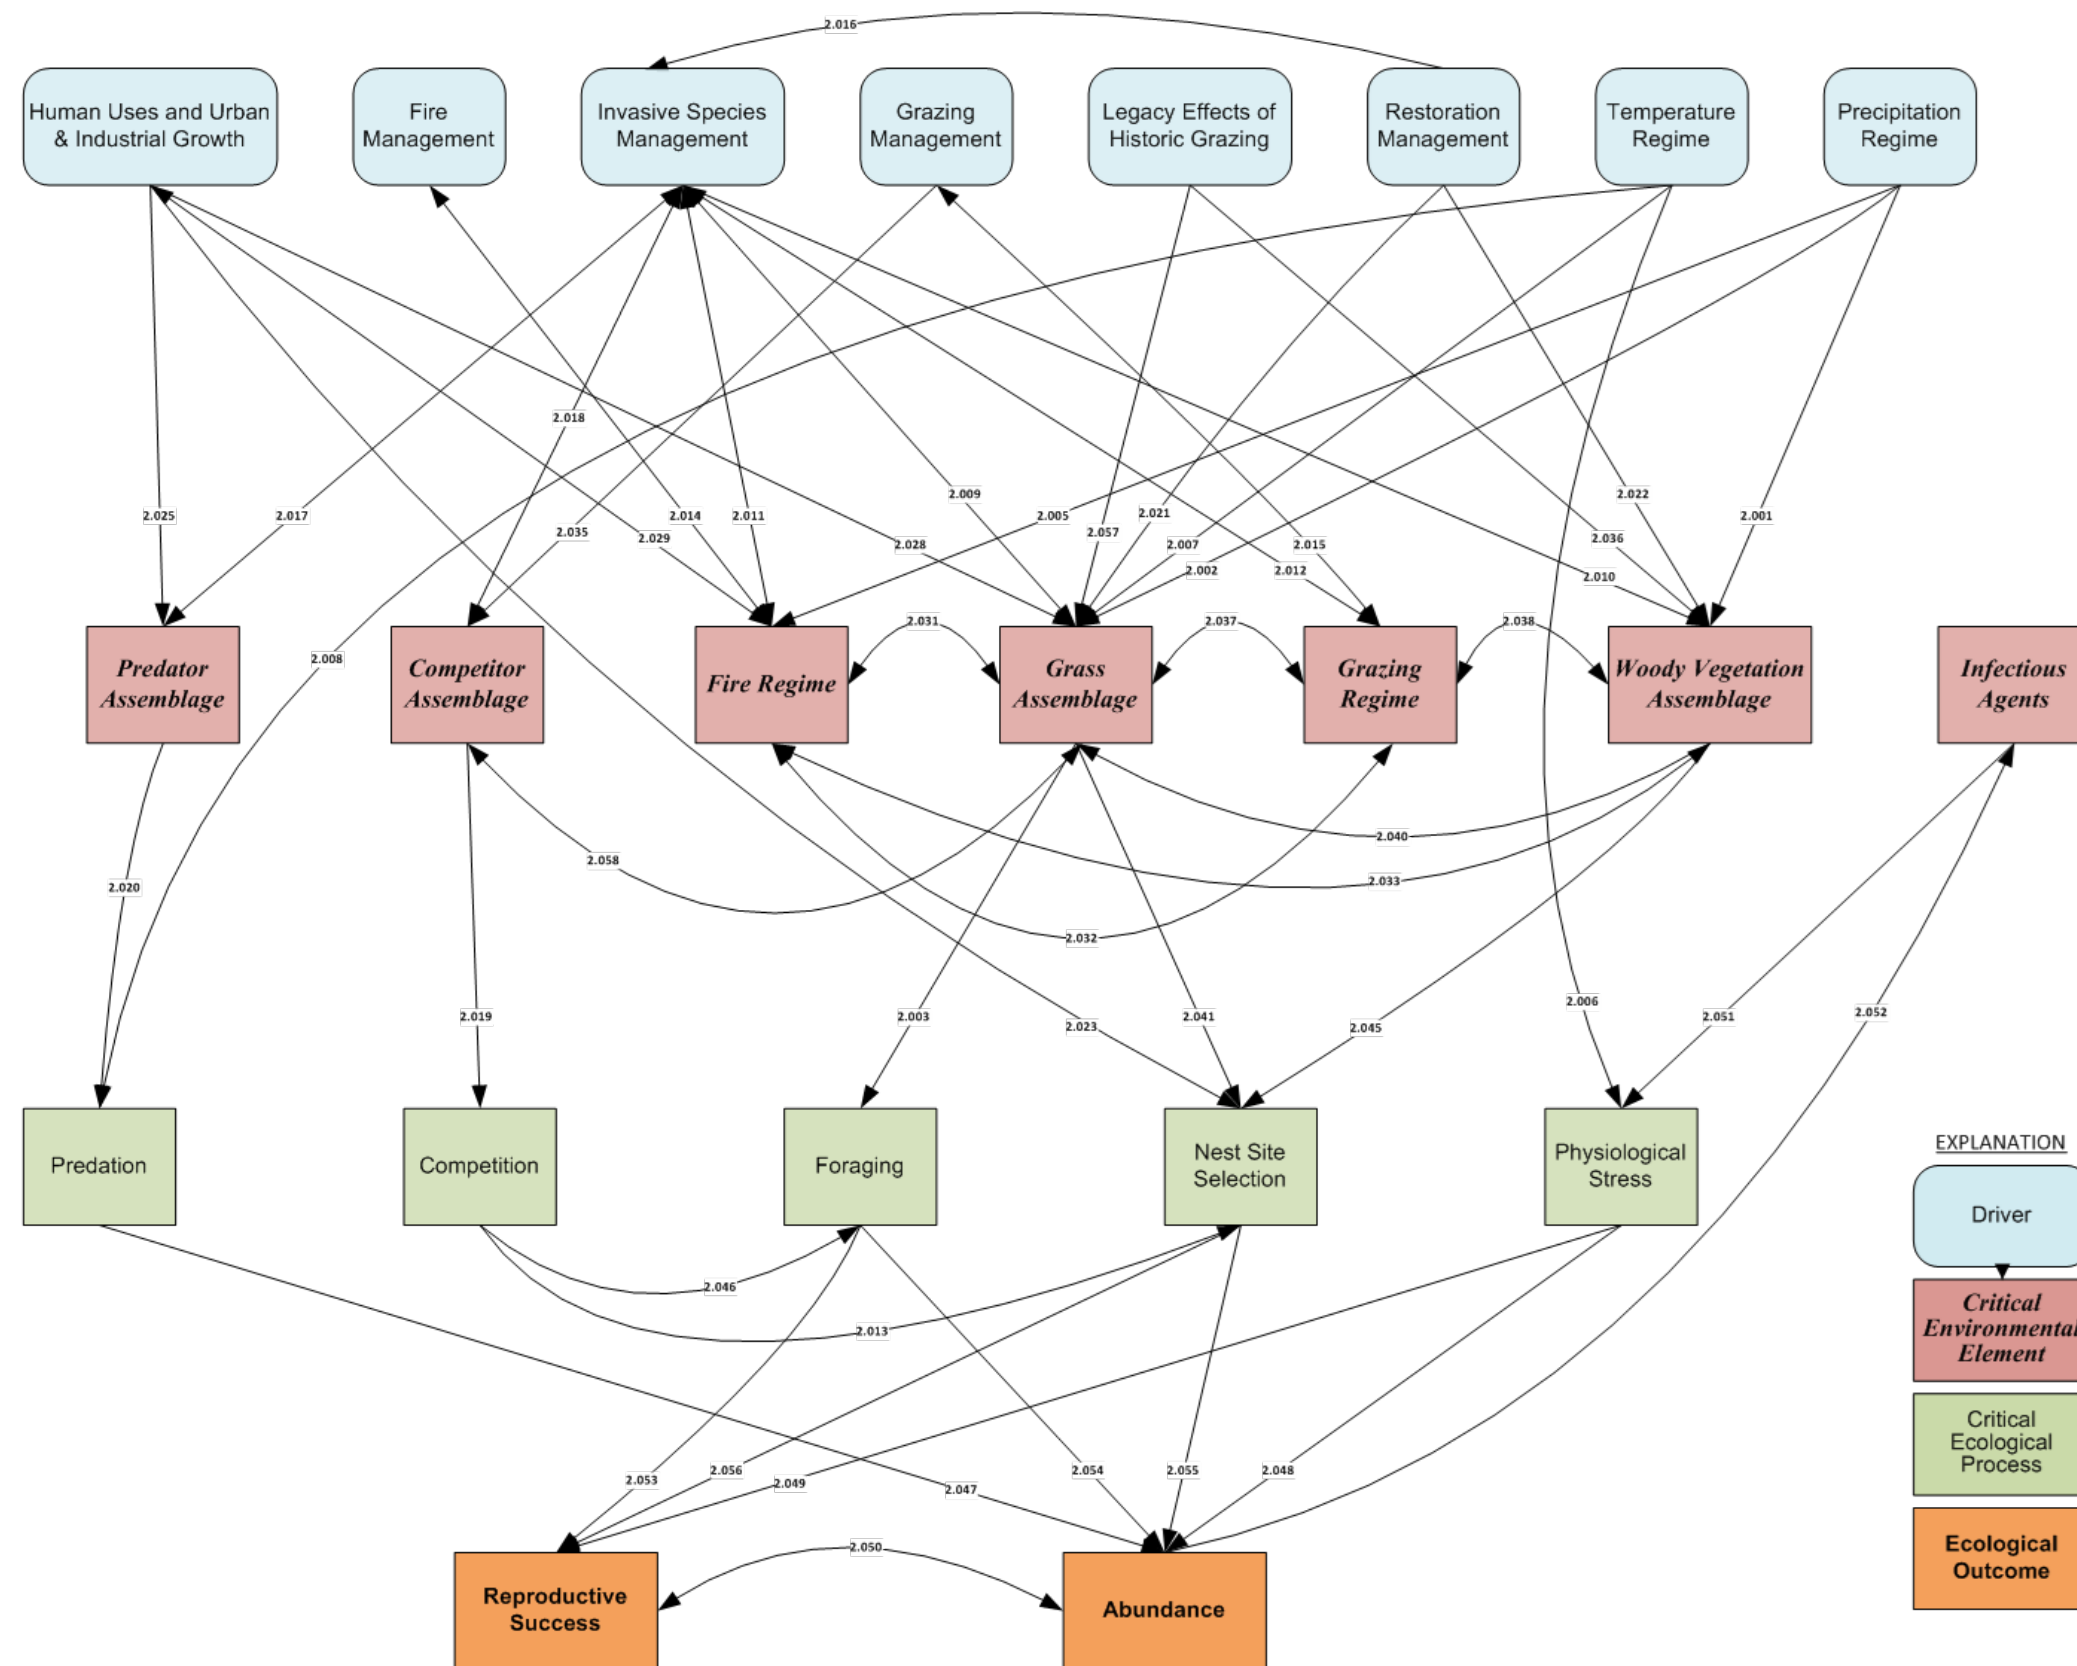 2.016
Human Uses and Urban
& Industrial Growth
Fire
Management
Invasive Species
Management
Grazing
Management
Legacy Effects of
Historic Grazing
Restoration
Management
Temperature
Regime
Precipitation
Regime
2.018
2.009
2.022
2.025
2.017
2.035
2.014
2.029
2.011
2.028
2.005
2.057
2.021
2.007
2.002
2.015
2.012
2.036
2.010
2.001
2.031
2.037
2.038
2.008
Predator
Assemblage
Competitor
Assemblage
Fire Regime
Grass
Assemblage
Grazing
Regime
Woody Vegetation
Assemblage
Infectious
Agents
2.040
2.058
2.033
2.020
2.032
2.006
2.019
2.003
2.023
2.041
2.045
2.051
2.052
Predation
Competition
Foraging
Nest Site
Selection
Physiological
Stress
EXPLANATION
Driver
Critical
Environmental
Element
Critical
Ecological
Process
Ecological
Outcome
2.046
2.013
2.053
2.056
2.049
2.047
2.054
2.055
2.048
2.050
Reproductive
Success
Abundance